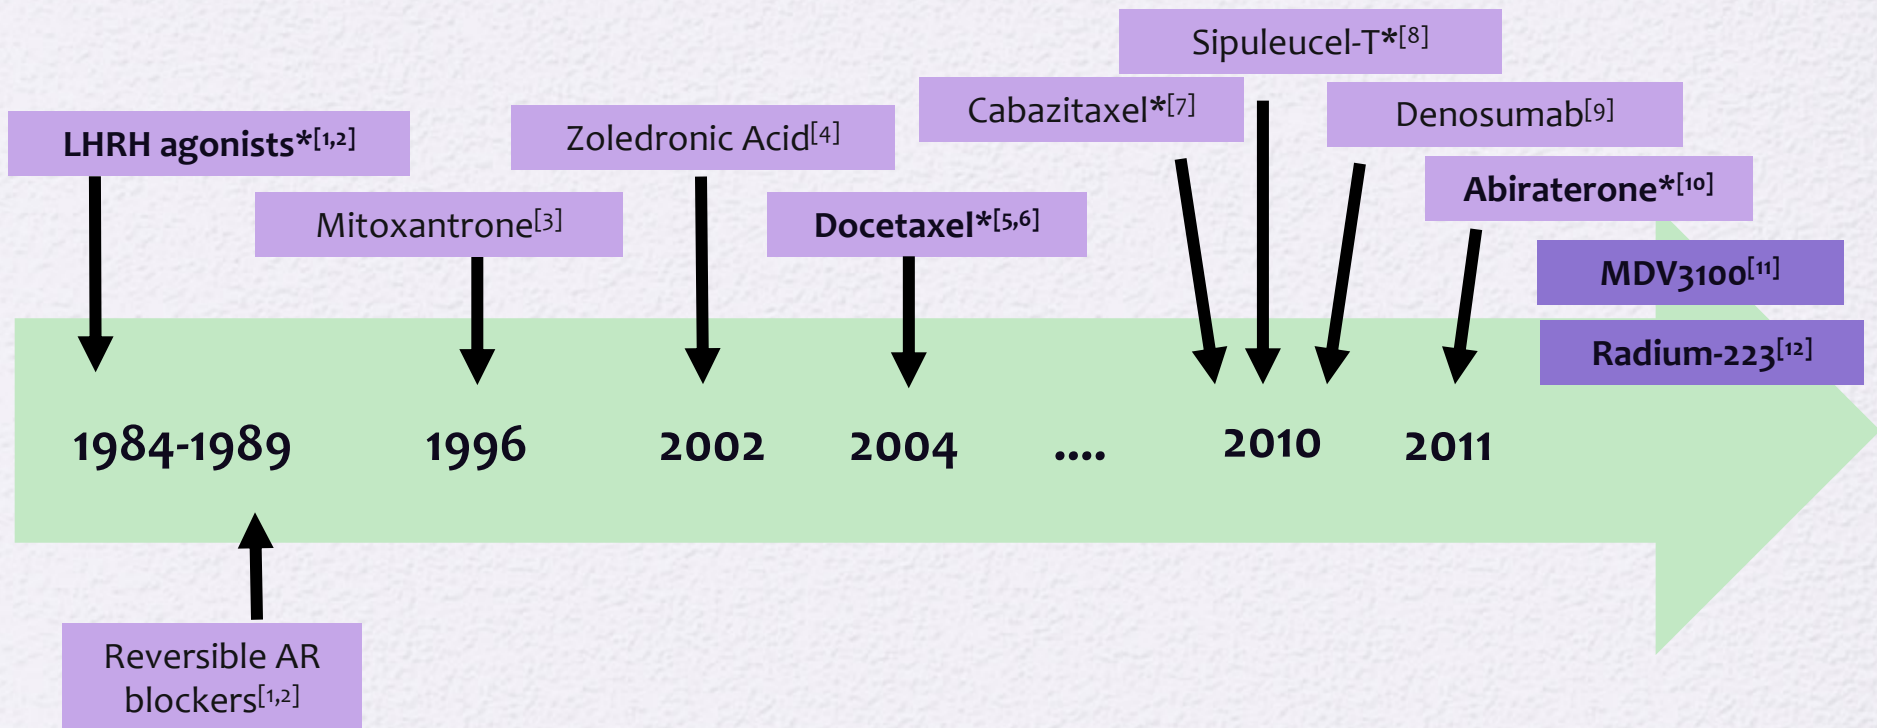 Sipuleucel-T*[8]
Cabazitaxel*[7]
Denosumab[9]
LHRH agonists*[1,2]
Zoledronic Acid[4]
Abiraterone*[10]
Mitoxantrone[3]
Docetaxel*[5,6]
MDV3100[11]
Radium-223[12]
1984-1989
1996
2002
2004
....
2010
2011
Reversible AR
blockers[1,2]